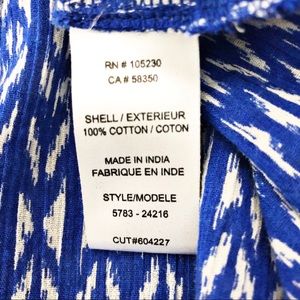 RN # 105230
CA # 58350
SHELL / EXTERIEUR
100% COTTON / COTON
MADE IN INDIA
FABRIQUE EN INDE
STYLE/MODELE
5783 - 24216
CUT#604227